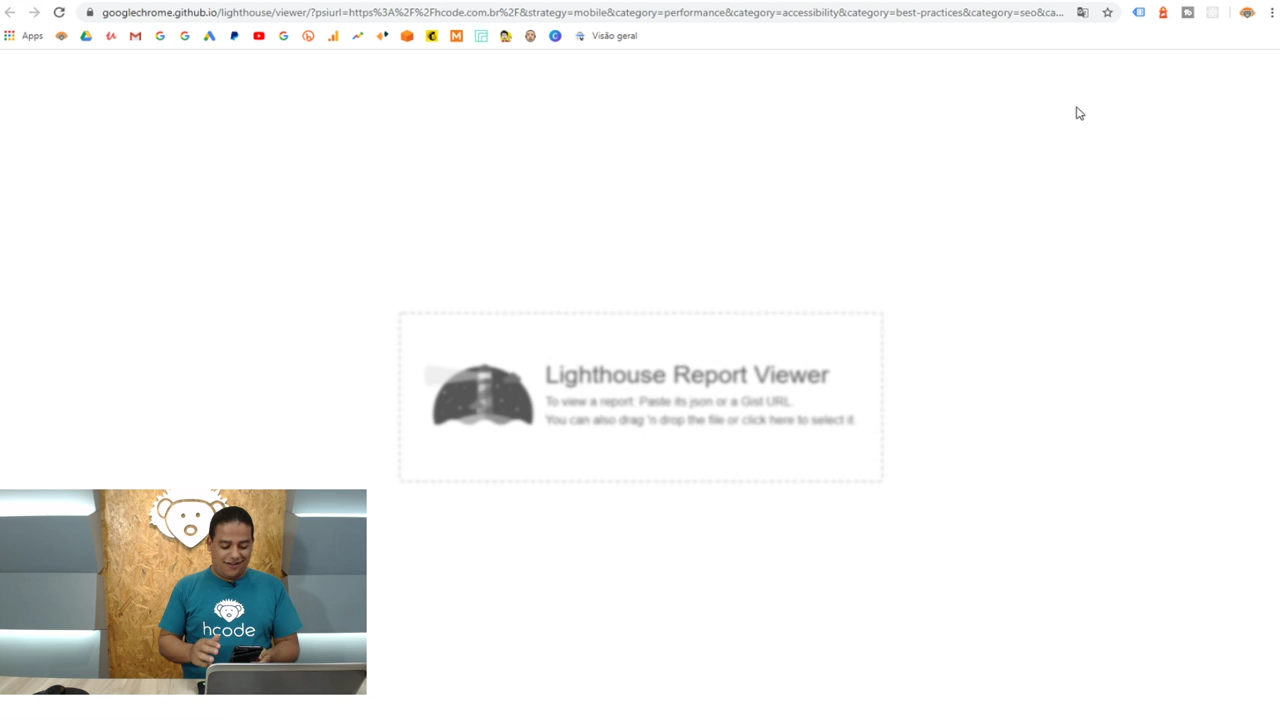 googlechrome.github.io/lighthouse/viewer/?psiurl=https%3A%2F%2Fhcode.com.br%2F&strategy=mobile&category=performance&category=accessibility&category=best-practices&category=seo&ca...
Apps
Visão geral
Lighthouse Report Viewer
To view a report: Paste its json or a Gist URL.
You can also drag 'n drop the file or click here to select it.
hcode